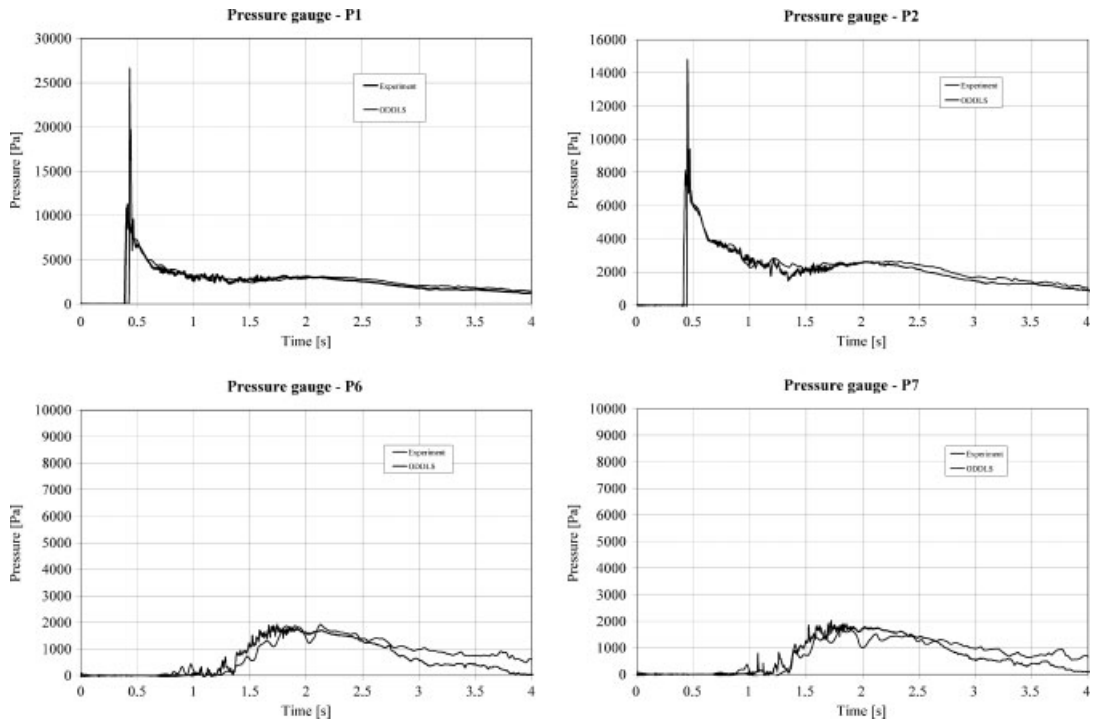 Pressure gauge - P1
30000
25000
20000
15000
10000
5000
0
Pressure [Pa]
Experiment
ODDLS
0 0.5 1 1.5 2 2.5 3 3.5 4
Time [s]
Pressure gauge - P2
16000
14000
12000
10000
8000
6000
4000
2000
0
Pressure [Pa]
Experiment
ODDLS
0 0.5 1 1.5 2 2.5 3 3.5 4
Time [s]
Pressure gauge - P6
10000
9000
8000
7000
6000
5000
4000
3000
2000
1000
0
Pressure [Pa]
Experiment
ODDLS
0 0.5 1 1.5 2 2.5 3 3.5 4
Time [s]
Pressure gauge - P7
10000
9000
8000
7000
6000
5000
4000
3000
2000
1000
0
Pressure [Pa]
Experiment
ODDLS
0 0.5 1 1.5 2 2.5 3 3.5 4
Time [s]